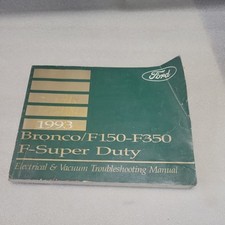 Ford
1993
Bronco/F150-F350
F-Super Duty
Electrical & Vacuum Troubleshooting Manual